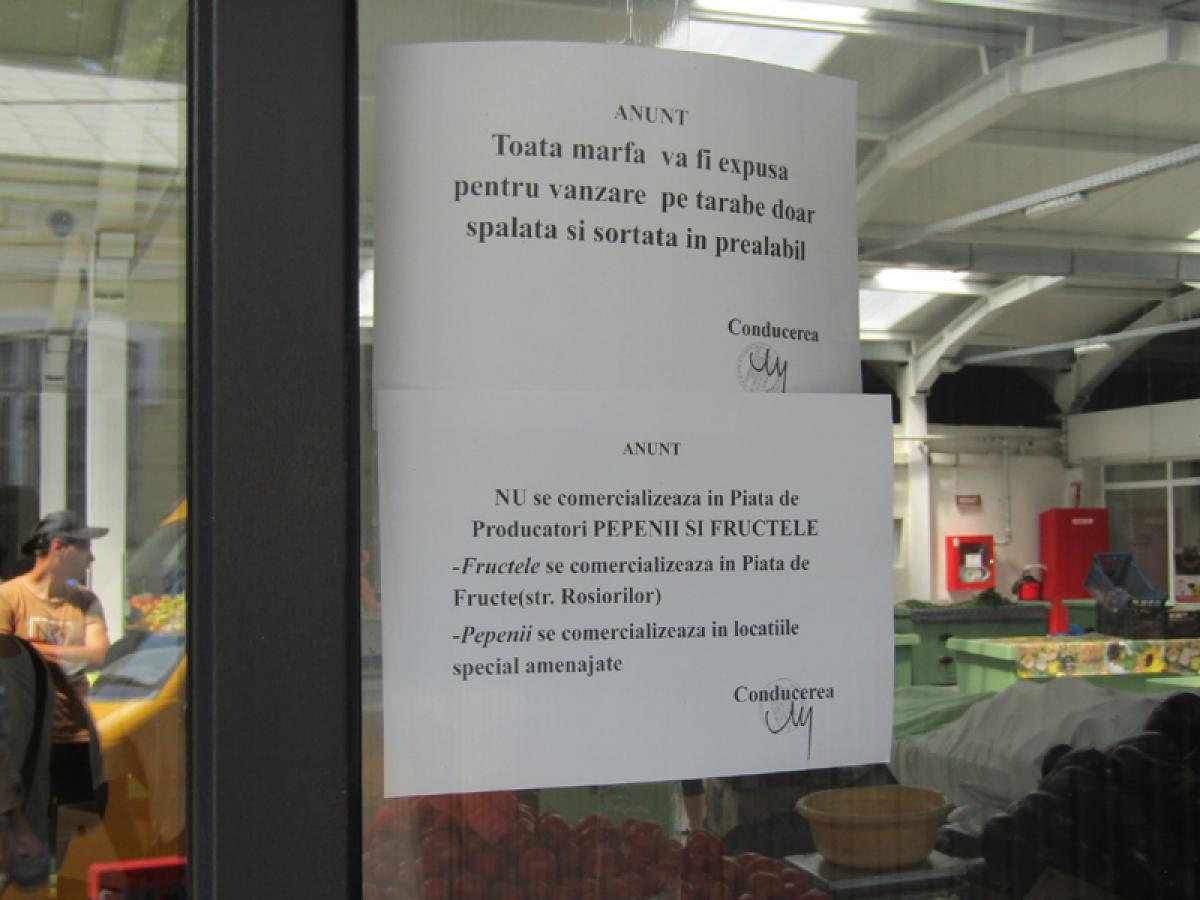 ANUNT
Toata marfa va fi expusa
pentru vanzare pe tarabe doar
spalata si sortata in prealabil
Conducerea
ANUNT
NU se comercializeaza in Piata de
Producatori PEPENII SI FRUCTELE
-Fructele se comercializeaza in Piata de
Fructe(str. Rosiorilor)
-Pepenii se comercializeaza in locatiile
special amenajate
Conducerea